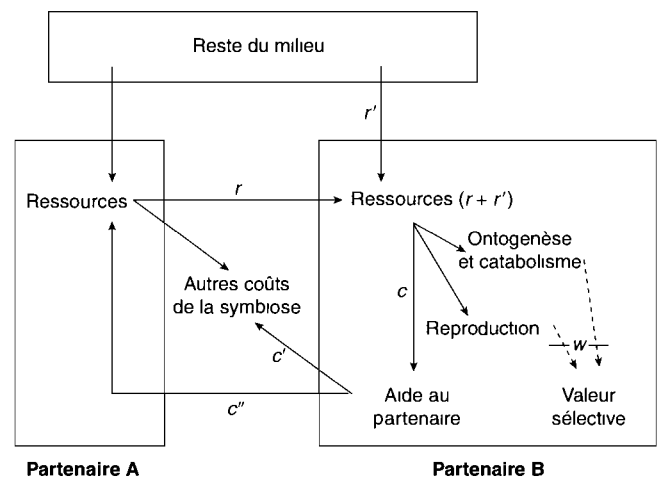 Reste du milieu
r'
Ressources
r
Ressources (r + r')
Ontogenèse
et catabolisme
Autres coûts
de la symbiose
c
Reproduction
w
c'
Aide au
partenaire
Valeur
sélective
c''
Partenaire A
Partenaire B